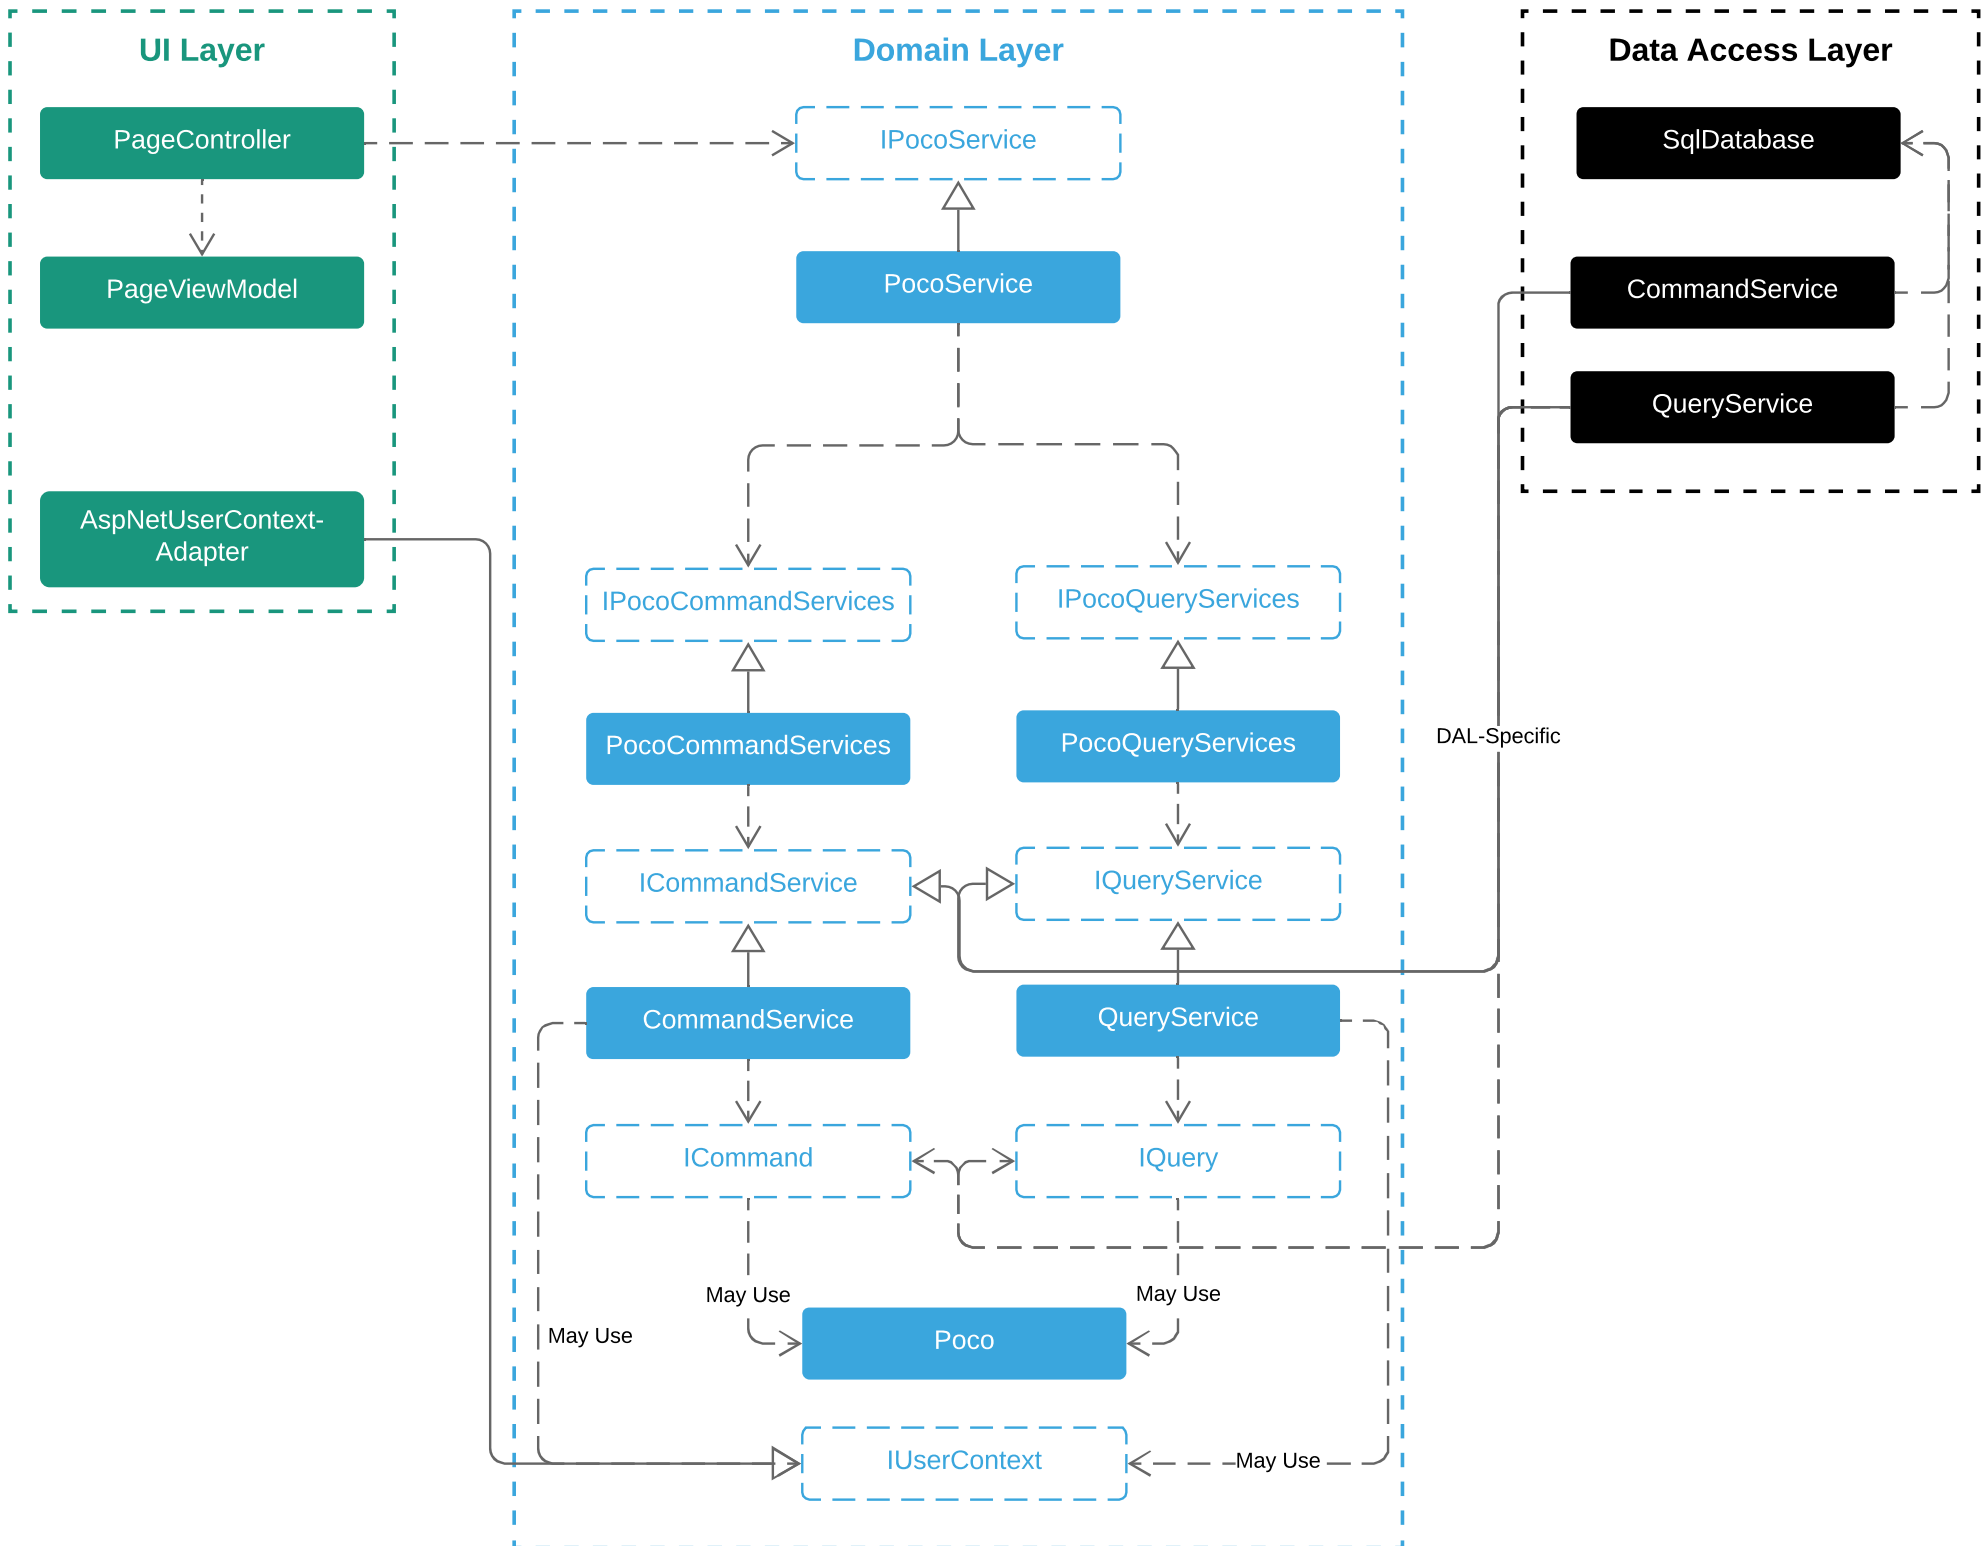 UI Layer
PageController
PageViewModel
AspNetUserContext-
Adapter
Domain Layer
IPocoService
PocoService
IPocoCommandServices
IPocoQueryServices
PocoCommandServices
PocoQueryServices
ICommandService
IQueryService
CommandService
QueryService
ICommand
IQuery
May Use
May Use
May Use
Poco
IUserContext
May Use
Data Access Layer
SqlDatabase
CommandService
QueryService
DAL-Specific